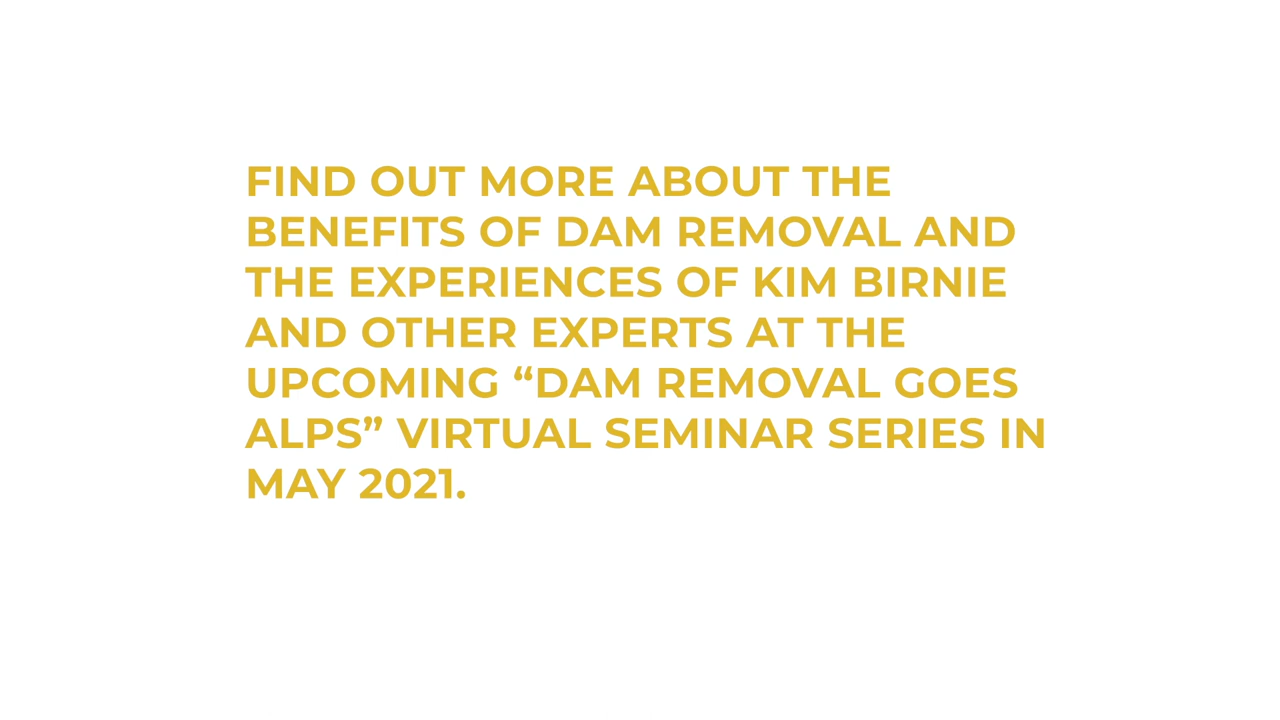 FIND OUT MORE ABOUT THE
BENEFITS OF DAM REMOVAL AND
THE EXPERIENCES OF KIM BIRNIE
AND OTHER EXPERTS AT THE
UPCOMING “DAM REMOVAL GOES
ALPS” VIRTUAL SEMINAR SERIES IN
MAY 2021.